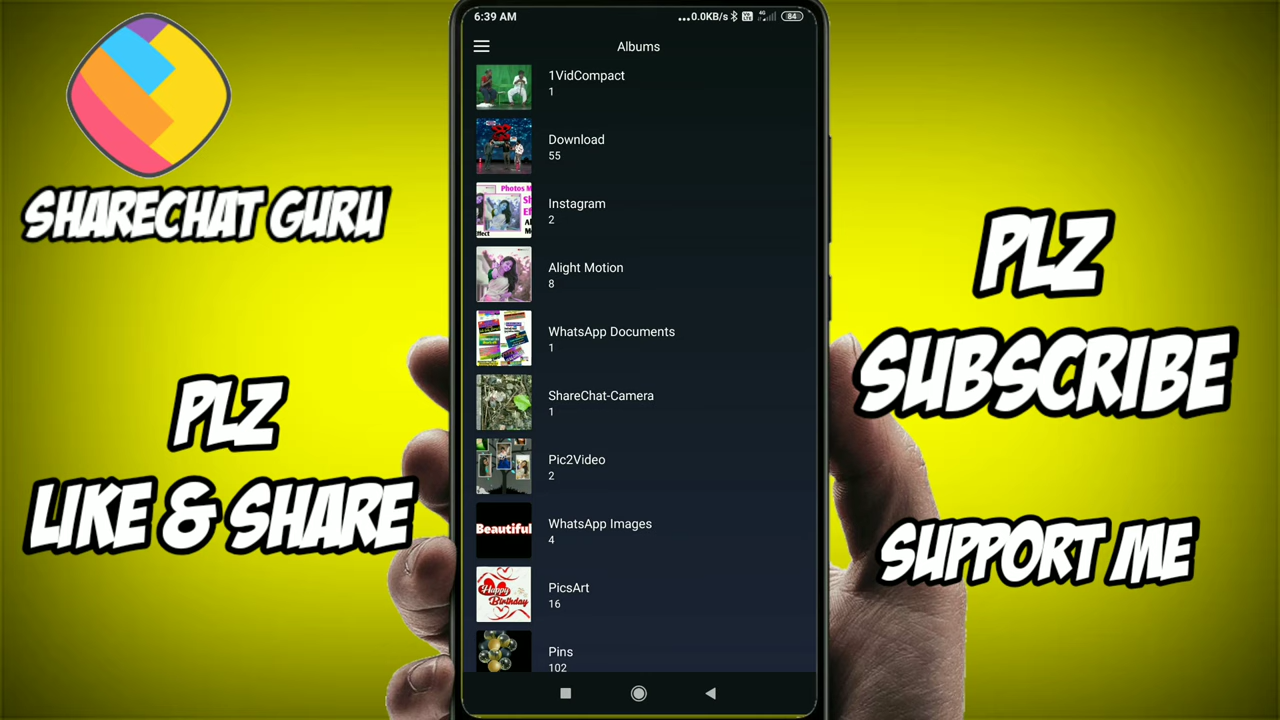 SHARECHAT GURU
PLZ
LIKE & SHARE
6:39 AM
...0.0KB/s 4G 84
Albums
1VidCompact
1
Download
55
Instagram
2
Alight Motion
8
WhatsApp Documents
1
ShareChat-Camera
1
Pic2Video
2
Beautiful
WhatsApp Images
4
Happy
Birthday
PicsArt
16
Pins
102
PLZ
SUBSCRIBE
SUPPORT ME